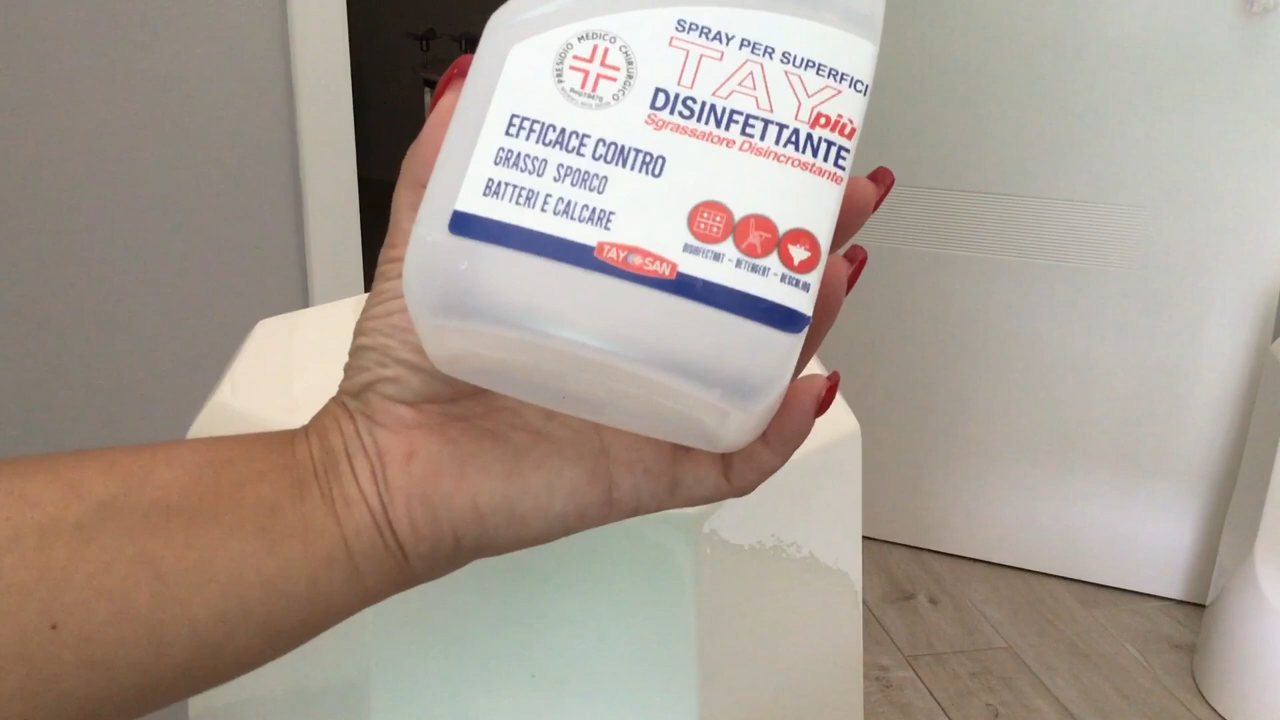 PRESIDIO MEDICO CHIRURGICO
SPRAY PER SUPERFICI
TAY
più
DISINFETTANTE
Sgrassatore Disincrostante
EFFICACE CONTRO
GRASSO SPORCO
BATTERI E CALCARE
DISINFECTANT - DETERGENT - DESCALING
TAY SAN